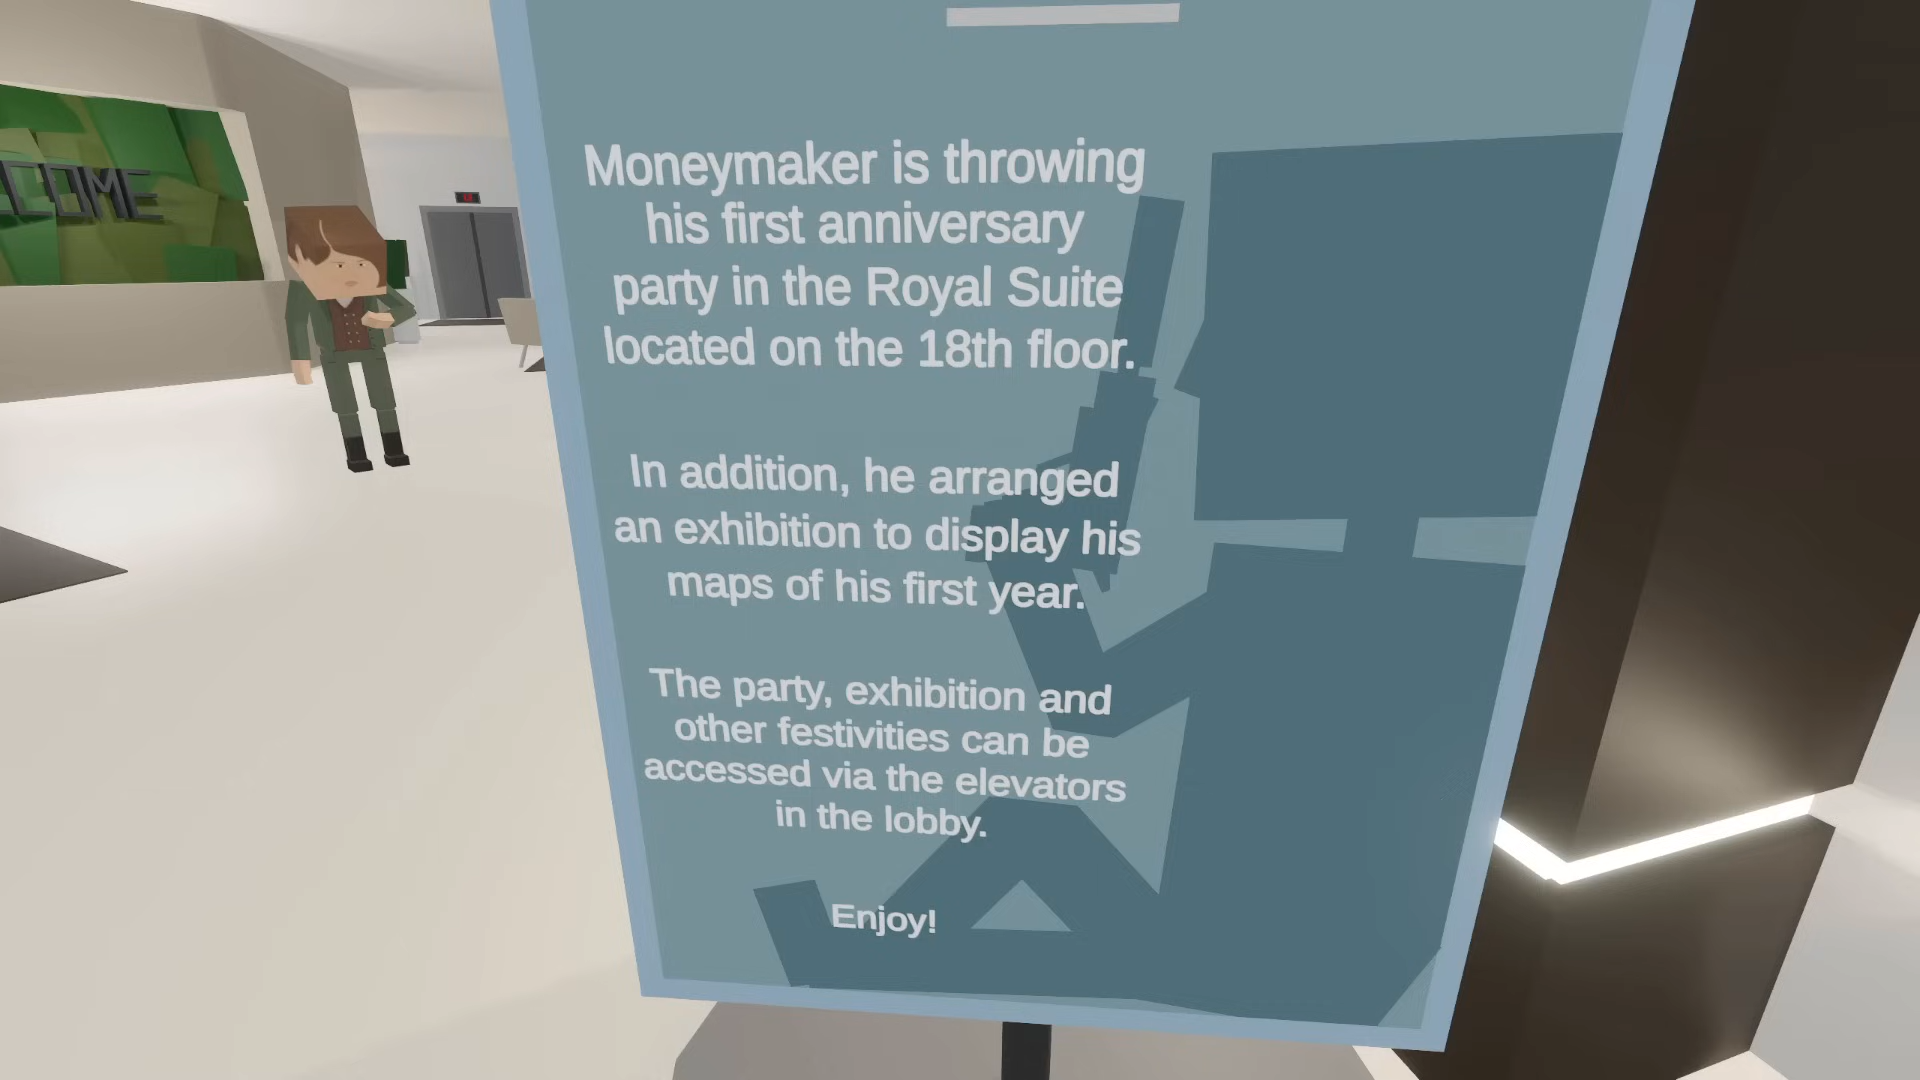 COME
Moneymaker is throwing
his first anniversary
party in the Royal Suite
located on the 18th floor.
In addition, he arranged
an exhibition to display his
maps of his first year.
The party, exhibition and
other festivities can be
accessed via the elevators
in the lobby.
Enjoy!